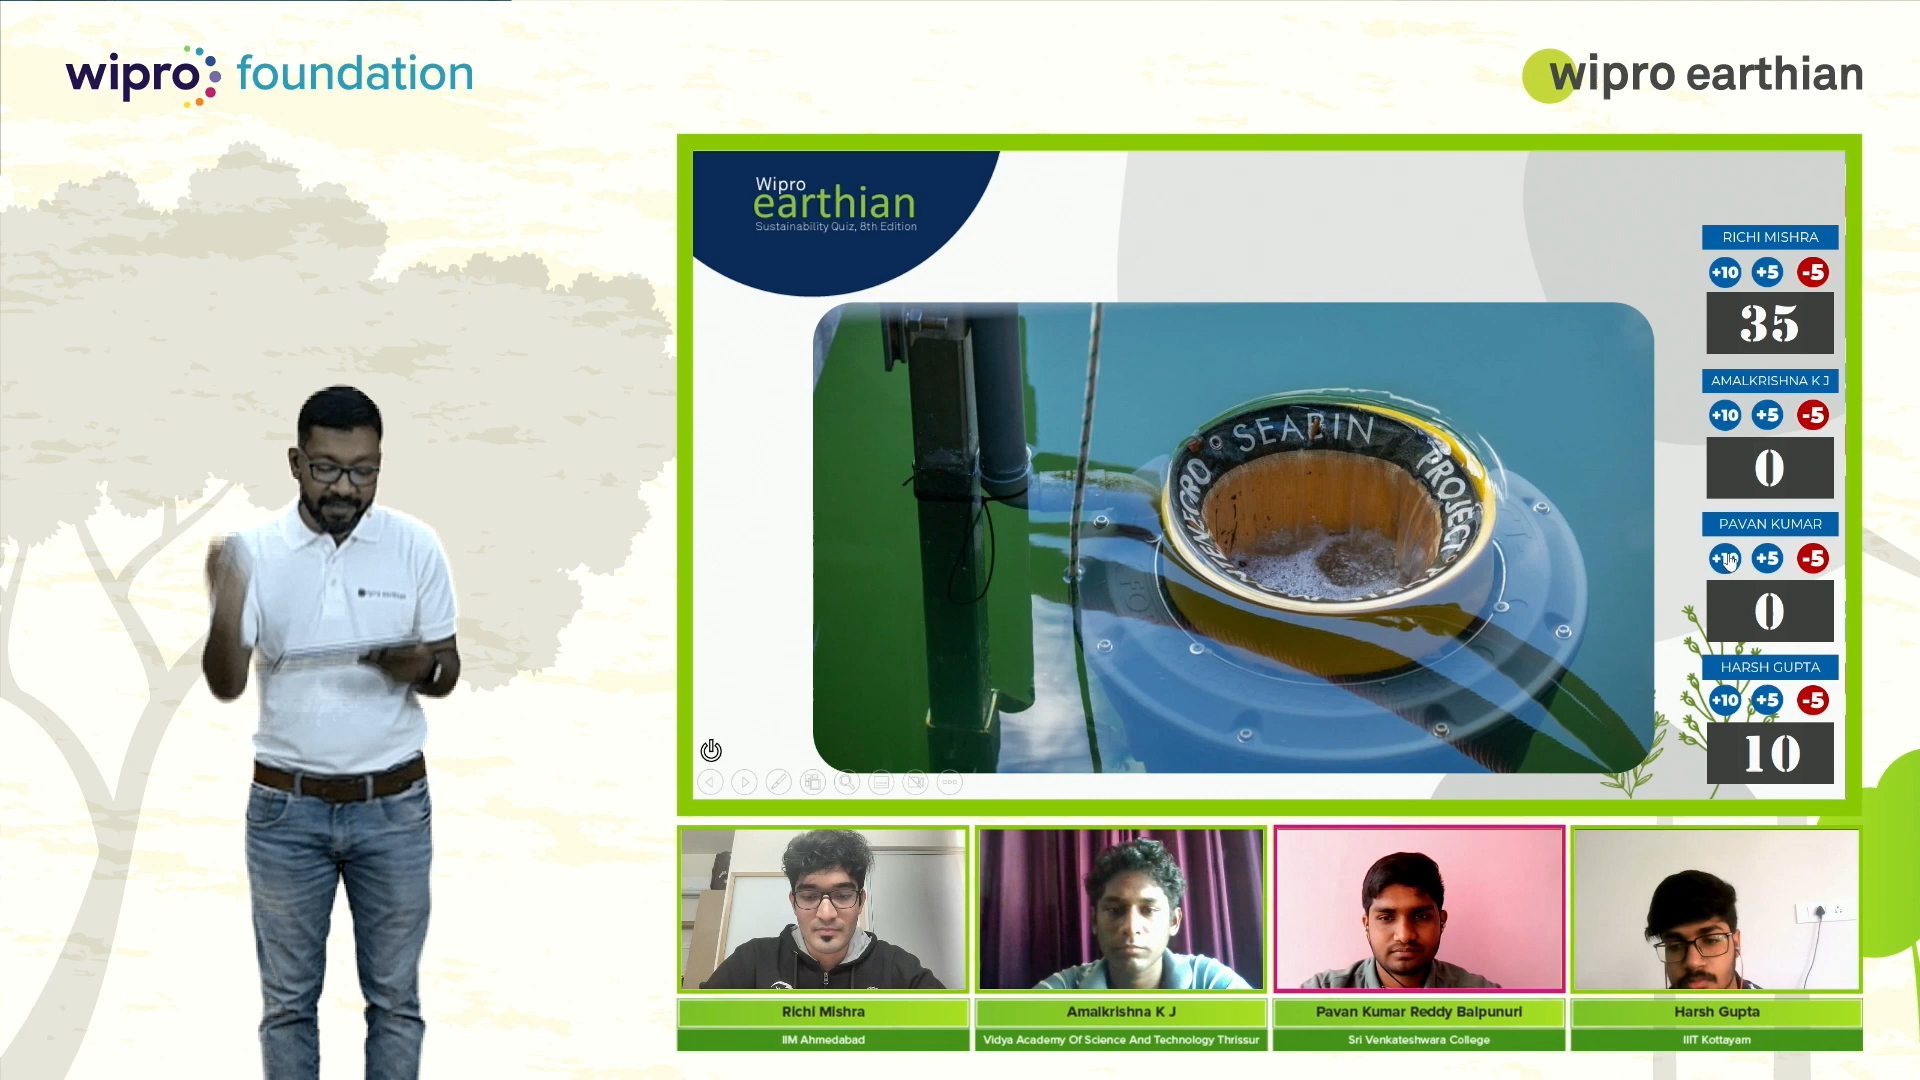 wipro foundation
wipro earthian
Wipro
earthian
Sustainability Quiz, 8th Edition
SEABIN
PROJECT
RICHI MISHRA
+10 +5 -5
35
AMALKRISHNA K J
+10 +5 -5
0
PAVAN KUMAR
+10 +5 -5
0
HARSH GUPTA
+10 +5 -5
10
Richi Mishra
IIM Ahmedabad
Amalkrishna K J
Vidya Academy Of Science And Technology Thrissur
Pavan Kumar Reddy Balpunuri
Sri Venkateshwara College
Harsh Gupta
IIIT Kottayam